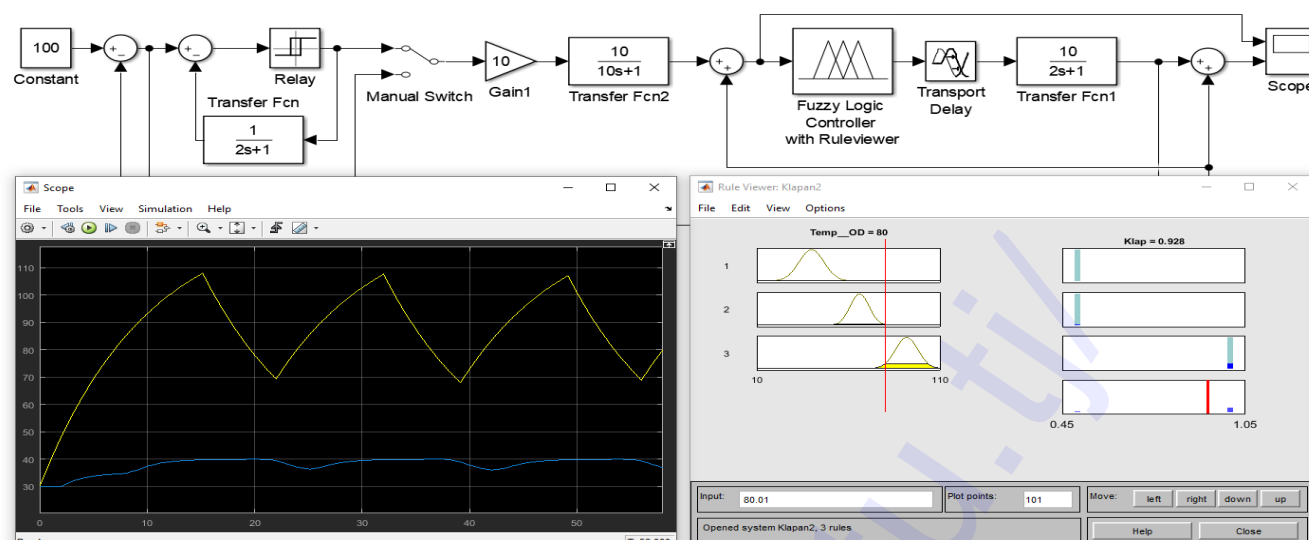 100
Constant
Relay
Transfer Fcn
1
2s+1
Manual Switch
10
Gain1
10
10s+1
Transfer Fcn2
Fuzzy Logic
Controller
with Ruleviewer
Transport
Delay
10
2s+1
Transfer Fcn1
Scope
Scope
File Tools View Simulation Help
110
100
90
80
70
60
50
40
30
0 10 20 30 40 50
Rule Viewer: Klapan2
File Edit View Options
Temp__OD = 80
Klap = 0.928
1
2
3
10 110
0.45 1.05
Input: 80.01 Plot points: 101 Move: left right down up
Opened system Klapan2, 3 rules
Help Close